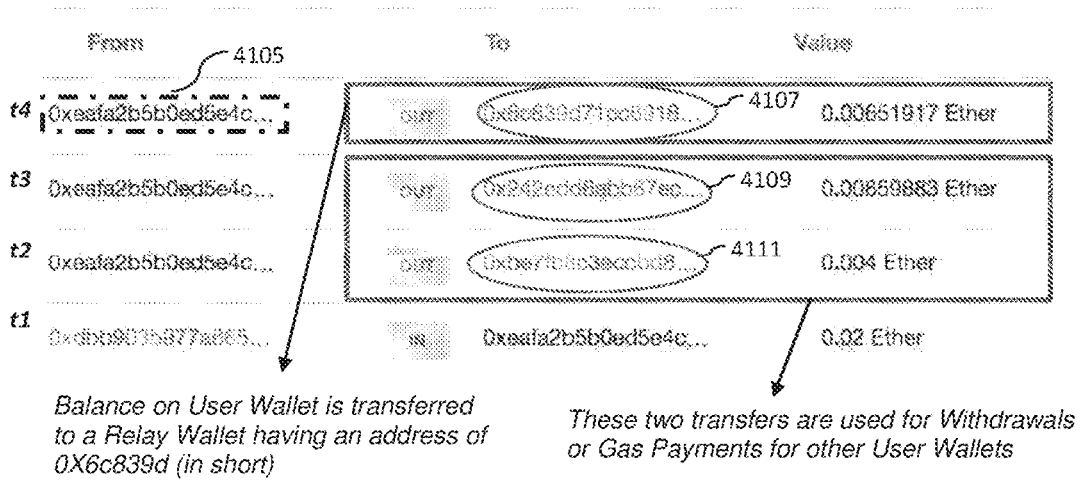 From To Value
4105
t4 0xeafa2b5b0ed5e4c... OUT 4107 0.00651917 Ether
t3 0xeafa2b5b0ed5e4c... OUT 4109 0.00659883 Ether
t2 0xeafa2b5b0ed5e4c... OUT 4111 0.004 Ether
t1 IN 0xeafa2b5b0ed5e4c... 0.02 Ether
Balance on User Wallet is transferred
to a Relay Wallet having an address of
0X6c839d (in short)
These two transfers are used for Withdrawals
or Gas Payments for other User Wallets